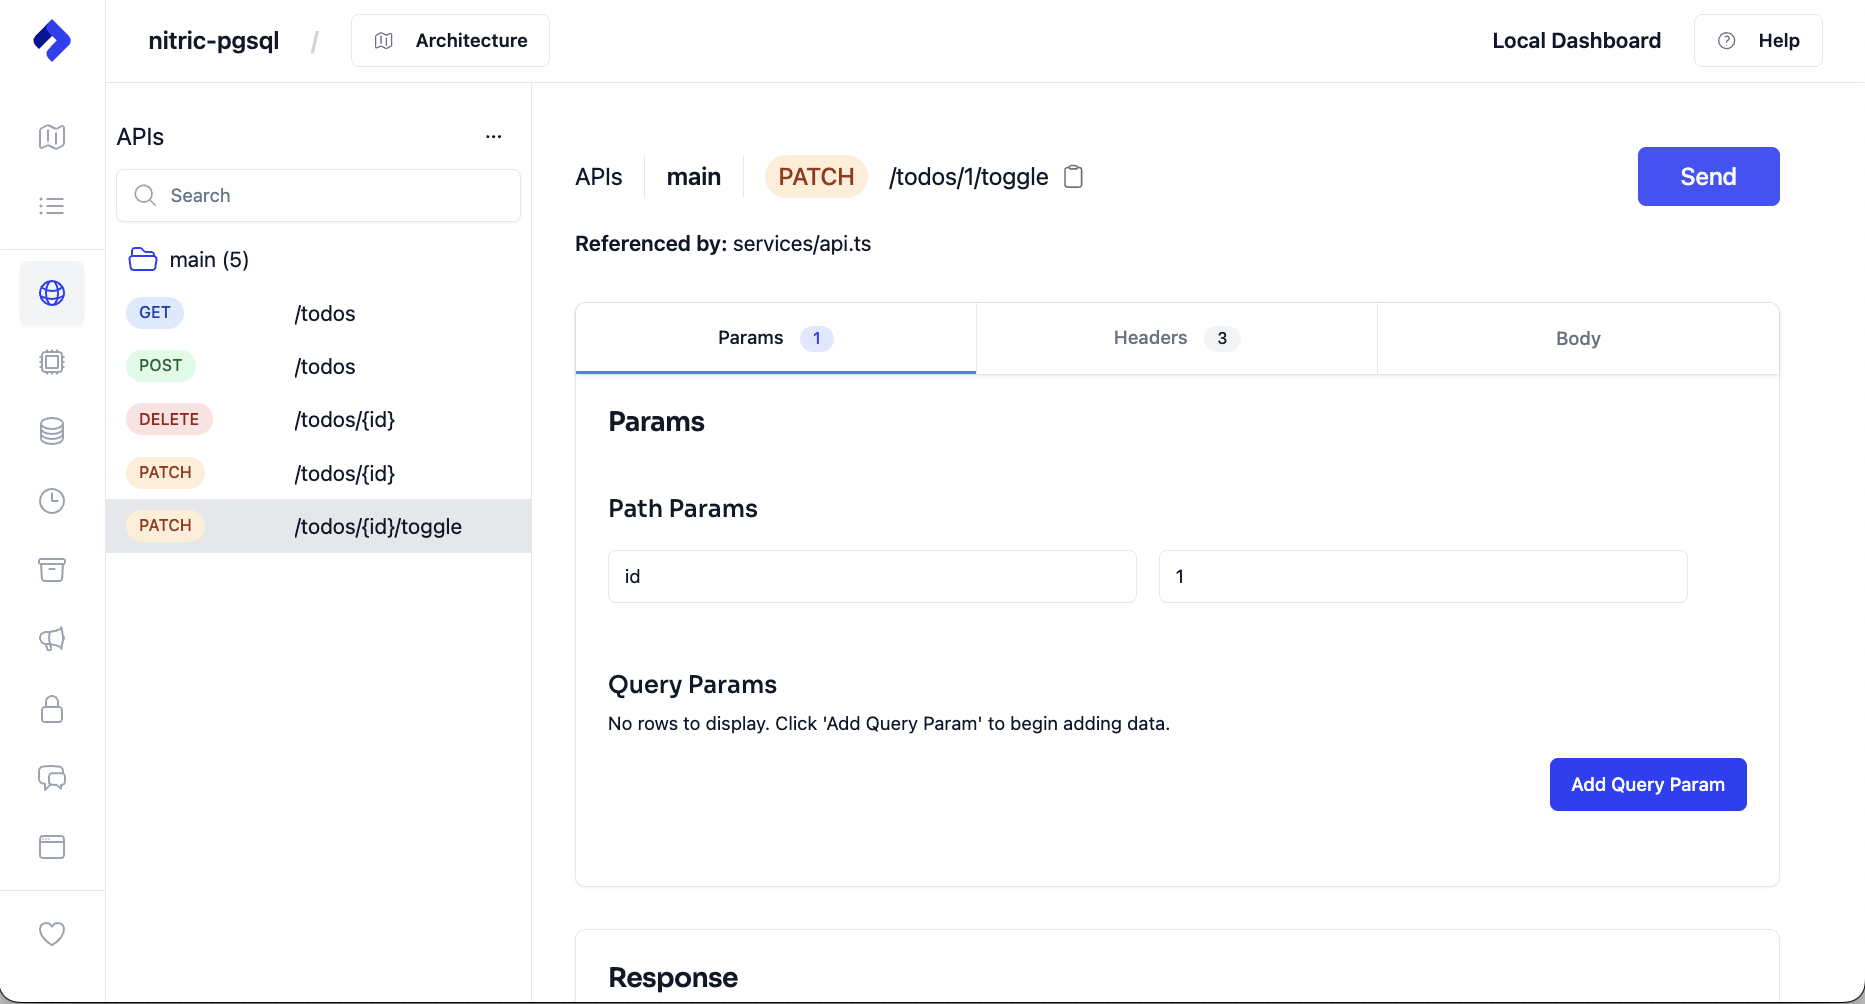 nitric-pgsql / Architecture
Local Dashboard Help
APIs
Search
main (5)
GET /todos
POST /todos
DELETE /todos/{id}
PATCH /todos/{id}
PATCH /todos/{id}/toggle
APIs main PATCH /todos/1/toggle
Send
Referenced by: services/api.ts
Params 1 Headers 3 Body
Params
Path Params
id 1
Query Params
No rows to display. Click 'Add Query Param' to begin adding data.
Add Query Param
Response